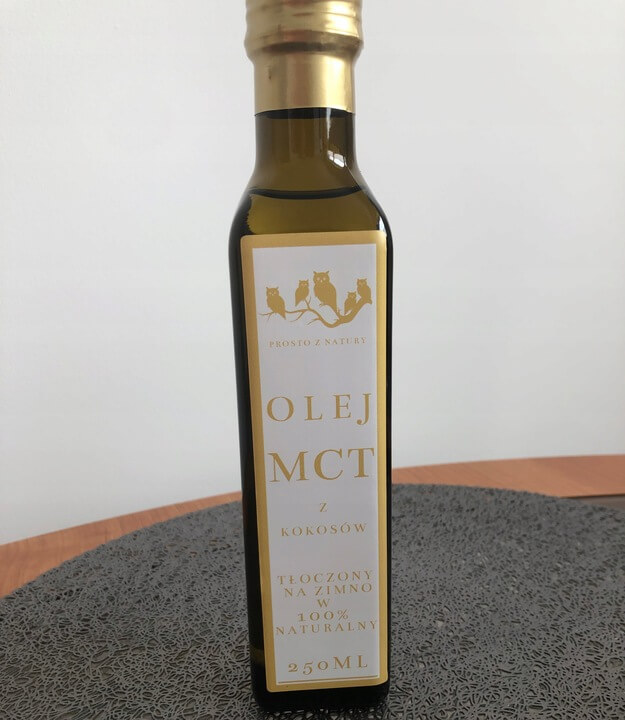 PROSTO Z NATURY
OLEJ
MCT
Z
KOKOSÓW
TŁOCZONY
NA ZIMNO
W
100%
NATURALNY
250ML